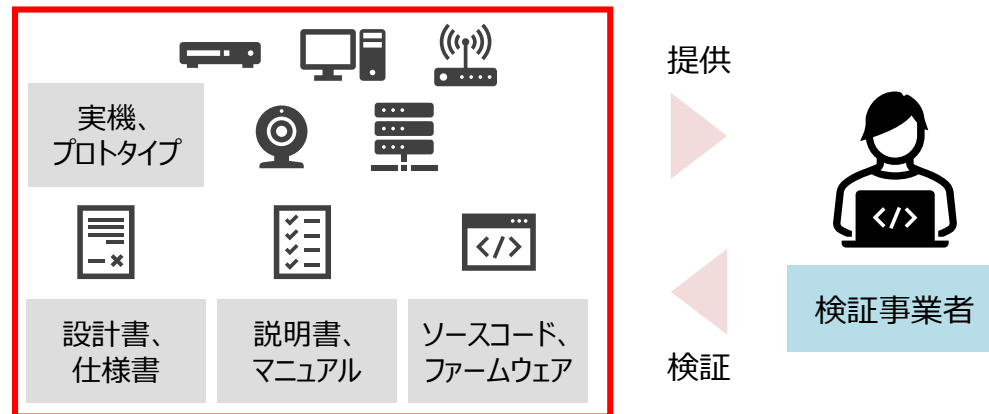 提供
実機、
プロトタイプ
</>
</>
設計書、
仕様書
説明書、
マニュアル
ソースコード、
ファームウェア
検証事業者
検証